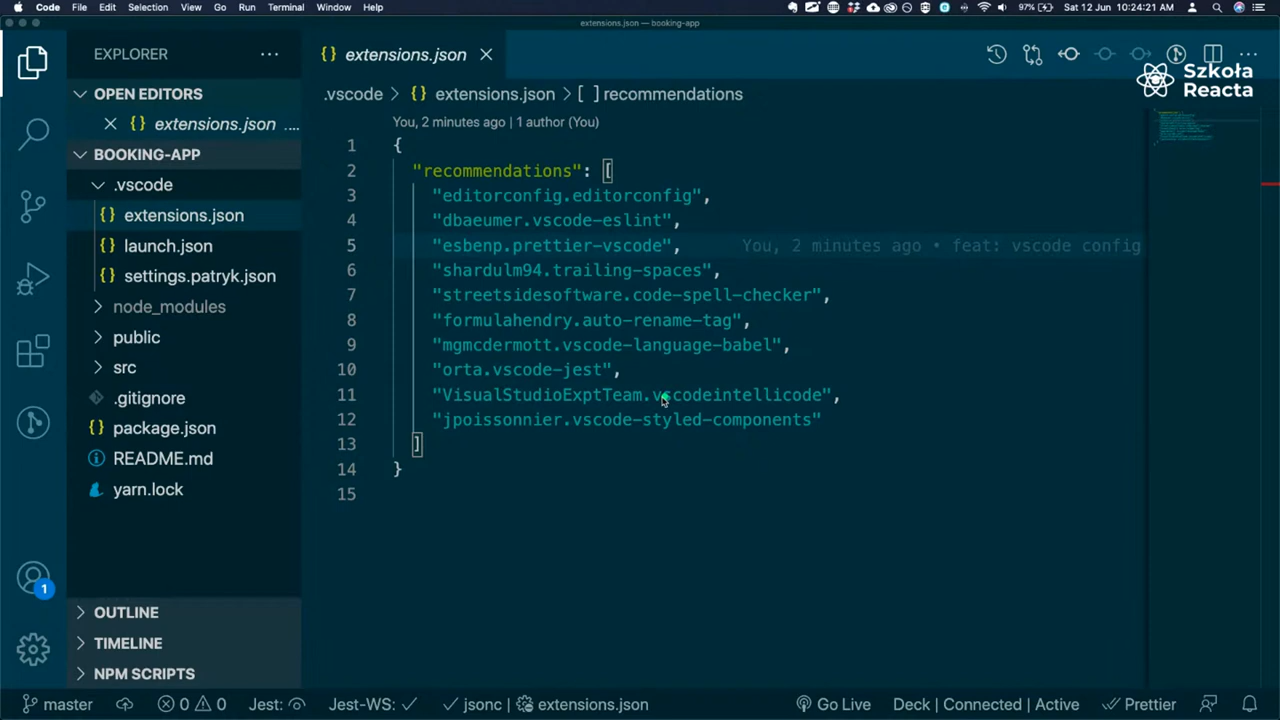 Code File Edit Selection View Go Run Terminal Window Help 97% Sat 12 Jun 10:24:21 AM
extensions.json — booking-app
EXPLORER
extensions.json
Szkoła
Reacta
OPEN EDITORS
extensions.json ....
BOOKING-APP
.vscode
extensions.json
launch.json
settings.patryk.json
node_modules
public
src
.gitignore
package.json
README.md
yarn.lock
OUTLINE
TIMELINE
NPM SCRIPTS
1
.vscode > {} extensions.json > [ ] recommendations
You, 2 minutes ago | 1 author (You)
1 {
2 "recommendations": [
3 "editorconfig.editorconfig",
4 "dbaeumer.vscode-eslint",
5 "esbenp.prettier-vscode", You, 2 minutes ago • feat: vscode config
6 "shardulm94.trailing-spaces",
7 "streetsidesoftware.code-spell-checker",
8 "formulahendry.auto-rename-tag",
9 "mgmcdermott.vscode-language-babel",
10 "orta.vscode-jest",
11 "VisualStudioExptTeam.vscodeintellicode",
12 "jpoissonnier.vscode-styled-components"
13 ]
14 }
15
master 0 0 Jest: Jest-WS: ✓ ✓ jsonc | extensions.json Go Live Deck | Connected | Active Prettier